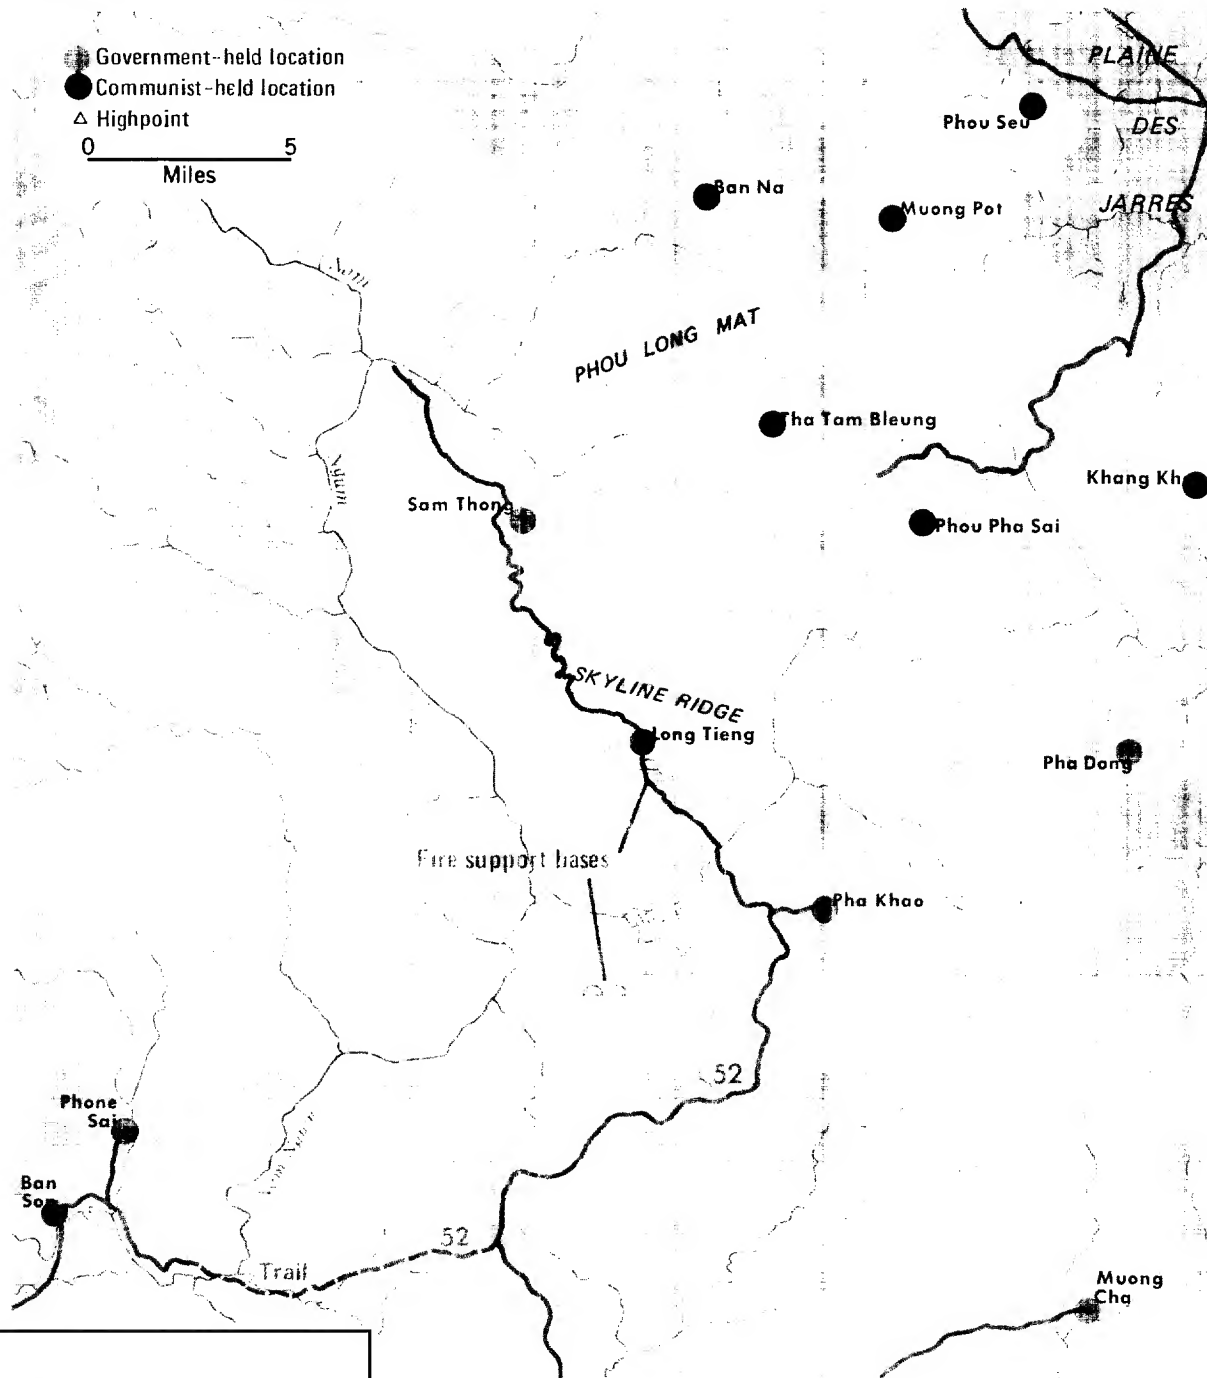 Government-held location
Communist-held location
Highpoint
0 5
Miles
PLAINE
DES
JARRES
Phou Seu
Ban Na
Muong Pot
Nam
PHOU LONG MAT
Tha Tam Bleung
Ngum
Khang Kh
Sam Thong
Phou Pha Sai
SKYLINE RIDGE
Long Tieng
Pha Dong
Fire support bases
Pha Khao
52
Phone
Sai
Ban
Son
52
Trail
Muong
Cha